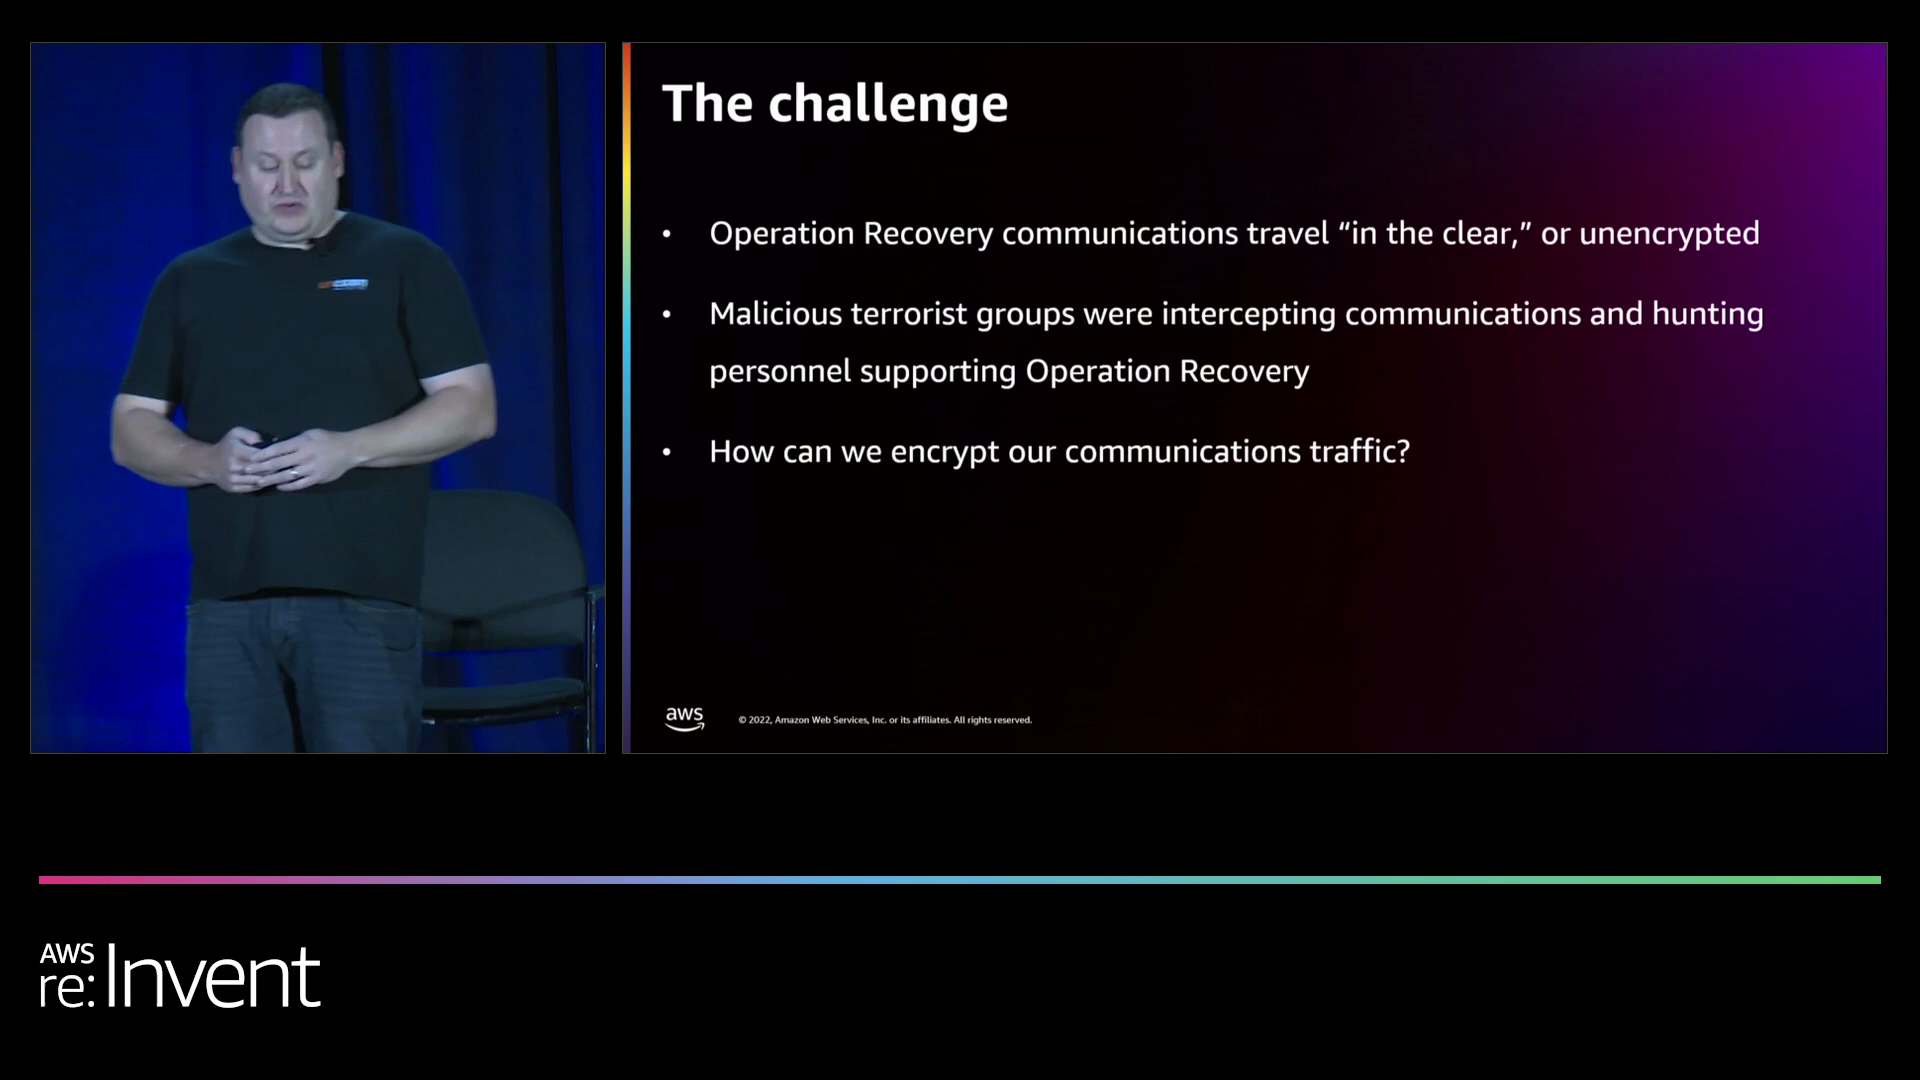 The challenge
• Operation Recovery communications travel “in the clear,” or unencrypted
• Malicious terrorist groups were intercepting communications and hunting
personnel supporting Operation Recovery
• How can we encrypt our communications traffic?
aws
© 2022, Amazon Web Services, Inc. or its affiliates. All rights reserved.
AWS
re:Invent